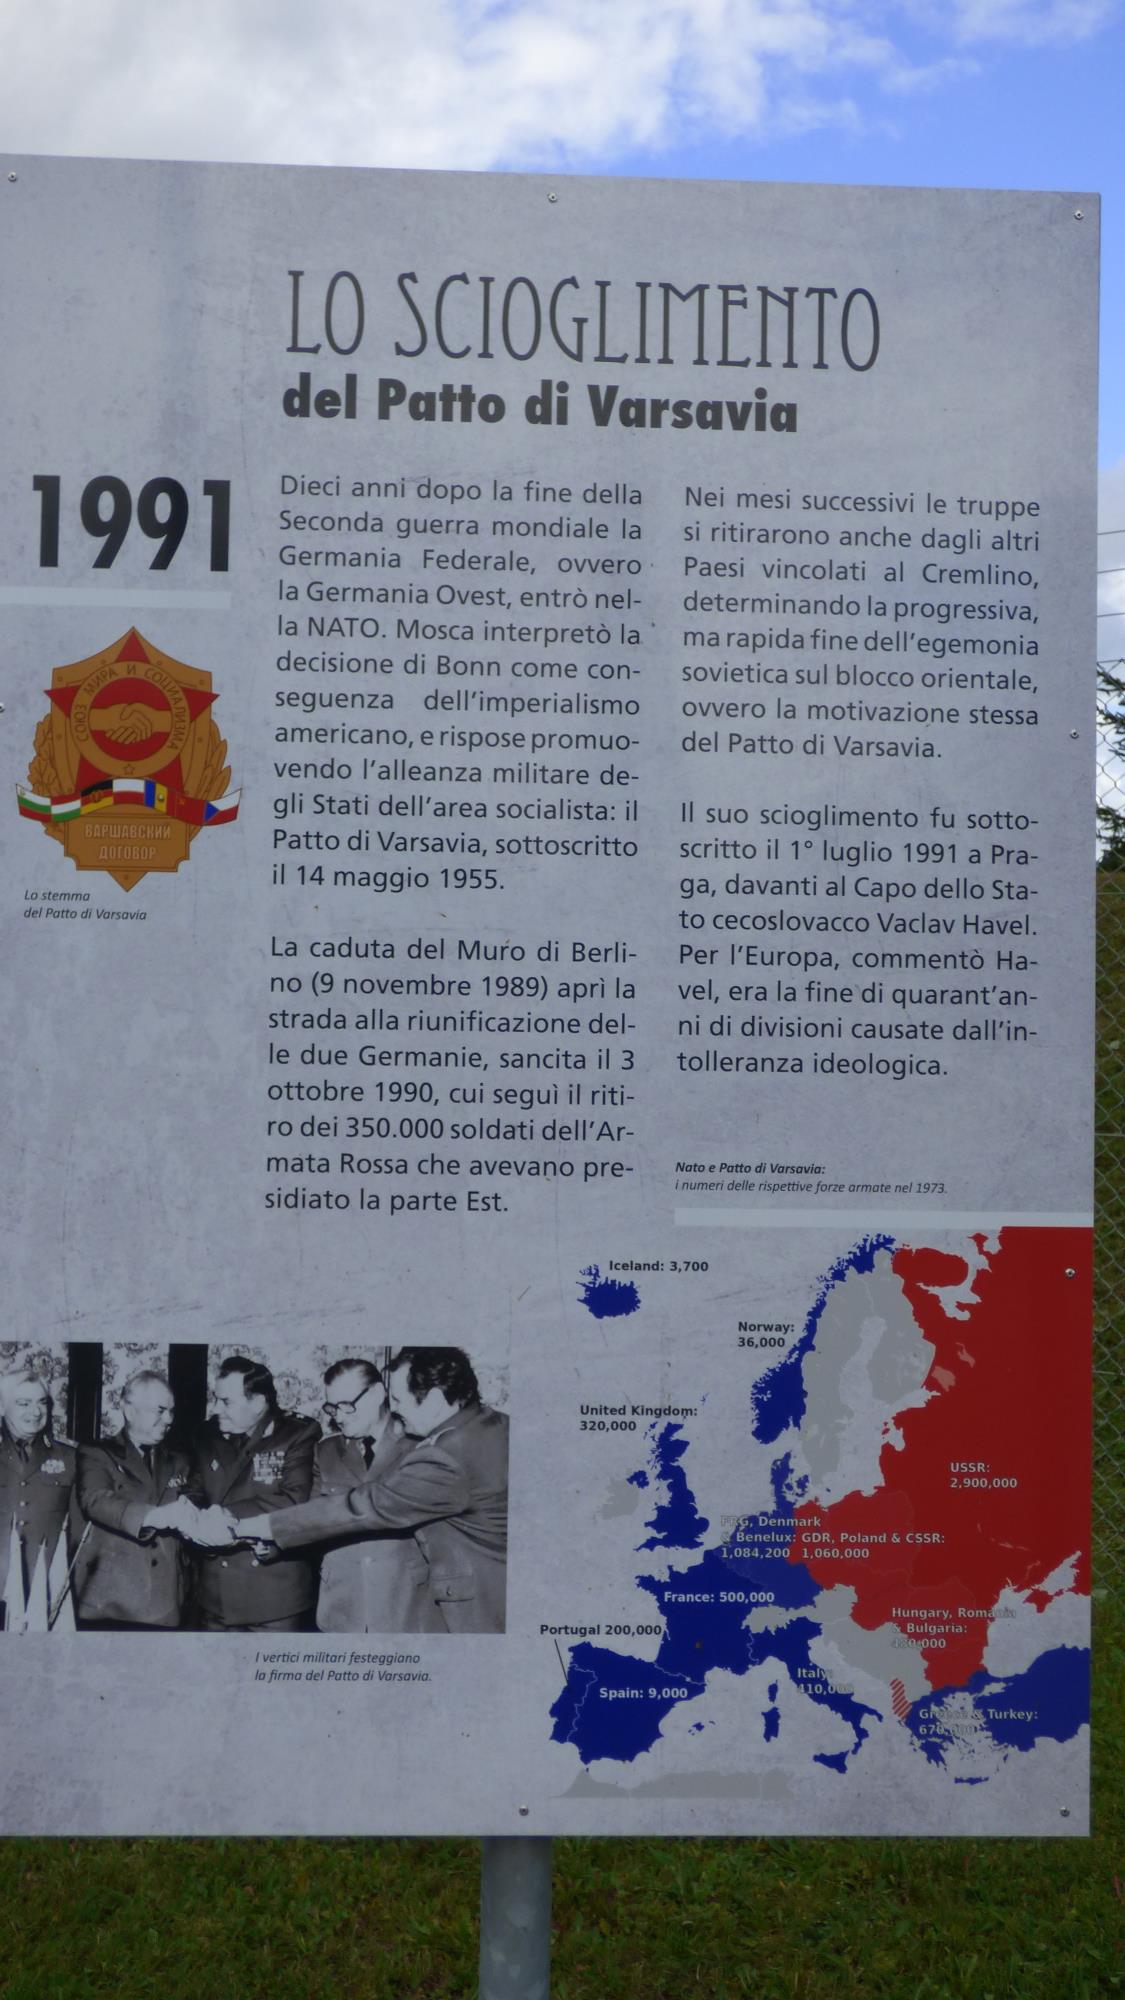 LO SCIOGLIMENTO
del Patto di Varsavia
1991
СОЮЗ МИРА И СОЦИАЛИЗМА
ВАРШАВСКИЙ
ДОГОВОР
Lo stemma
del Patto di Varsavia
Dieci anni dopo la fine della
Seconda guerra mondiale la
Germania Federale, ovvero
la Germania Ovest, entrò nel-
la NATO. Mosca interpretò la
decisione di Bonn come con-
seguenza dell'imperialismo
americano, e rispose promuo-
vendo l'alleanza militare de-
gli Stati dell'area socialista: il
Patto di Varsavia, sottoscritto
il 14 maggio 1955.
La caduta del Muro di Berli-
no (9 novembre 1989) aprì la
strada alla riunificazione del-
le due Germanie, sancita il 3
ottobre 1990, cui seguì il riti-
ro dei 350.000 soldati dell'Ar-
mata Rossa che avevano pre-
sidiato la parte Est.
Nei mesi successivi le truppe
si ritirarono anche dagli altri
Paesi vincolati al Cremlino,
determinando la progressiva,
ma rapida fine dell'egemonia
sovietica sul blocco orientale,
ovvero la motivazione stessa
del Patto di Varsavia.
Il suo scioglimento fu sotto-
scritto il 1° luglio 1991 a Pra-
ga, davanti al Capo dello Sta-
to cecoslovacco Vaclav Havel.
Per l'Europa, commentò Ha-
vel, era la fine di quarant'an-
ni di divisioni causate dall'in-
tolleranza ideologica.
Nato e Patto di Varsavia:
i numeri delle rispettive forze armate nel 1973.
Iceland: 3,700
Norway:
36,000
United Kingdom:
320,000
USSR:
2,900,000
FRG, Denmark
& Benelux:
1,084,200
GDR, Poland & CSSR:
1,060,000
France: 500,000
Hungary, Romania
& Bulgaria:
Portugal 200,000
Spain: 9,000
Italy:
410,000
Greece & Turkey:
I vertici militari festeggiano
la firma del Patto di Varsavia.